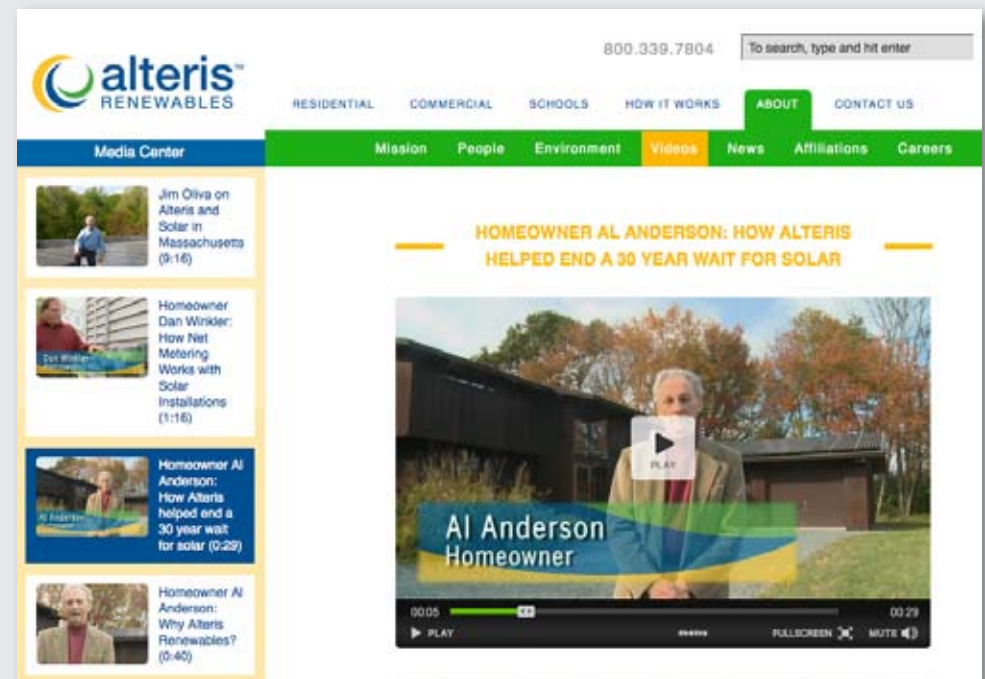 800.339.7804
To search, type and hit enter
alteris™
RENEWABLES
RESIDENTIAL COMMERCIAL SCHOOLS HOW IT WORKS ABOUT CONTACT US
Media Center
Mission People Environment Videos News Affiliations Careers
Jim Oliva on
Alteris and
Solar in
Massachusetts
(9:16)
Homeowner
Dan Winkler:
How Net
Metering
Works with
Solar
Installations
(1:16)
Dan Winkler
Homeowner Al
Anderson:
How Alteris
helped end a
30 year wait
for solar (0:29)
Al Anderson
Homeowner Al
Anderson:
Why Alteris
Renewables?
(0:40)
HOMEOWNER AL ANDERSON: HOW ALTERIS
HELPED END A 30 YEAR WAIT FOR SOLAR
PLAY
Al Anderson
Homeowner
00:05 00:29
PLAY FULLSCREEN MUTE